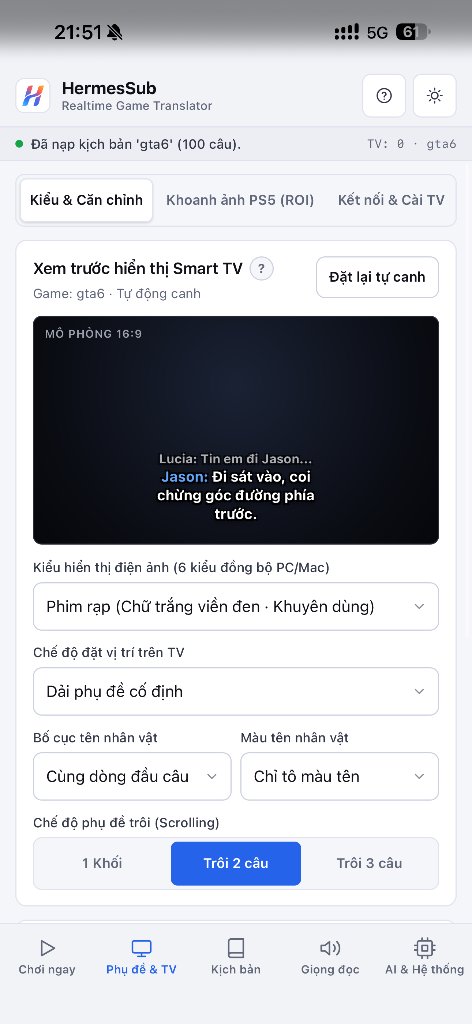 21:51
5G
61
HermesSub
Realtime Game Translator
?
Đã nạp kịch bản 'gta6' (100 câu).
TV: 0 · gta6
Kiểu & Căn chỉnh
Khoanh ảnh PS5 (ROI)
Kết nối & Cài TV
Xem trước hiển thị Smart TV
?
Đặt lại tự canh
Game: gta6 · Tự động canh
MÔ PHỎNG 16:9
Lucia: Tin em đi Jason...
Jason: Đi sát vào, coi
chừng góc đường phía
trước.
Kiểu hiển thị điện ảnh (6 kiểu đồng bộ PC/Mac)
Phim rạp (Chữ trắng viền đen · Khuyên dùng)
Chế độ đặt vị trí trên TV
Dải phụ đề cố định
Bố cục tên nhân vật
Màu tên nhân vật
Cùng dòng đầu câu
Chỉ tô màu tên
Chế độ phụ đề trôi (Scrolling)
1 Khối
Trôi 2 câu
Trôi 3 câu
Chơi ngay
Phụ đề & TV
Kịch bản
Giọng đọc
AI & Hệ thống